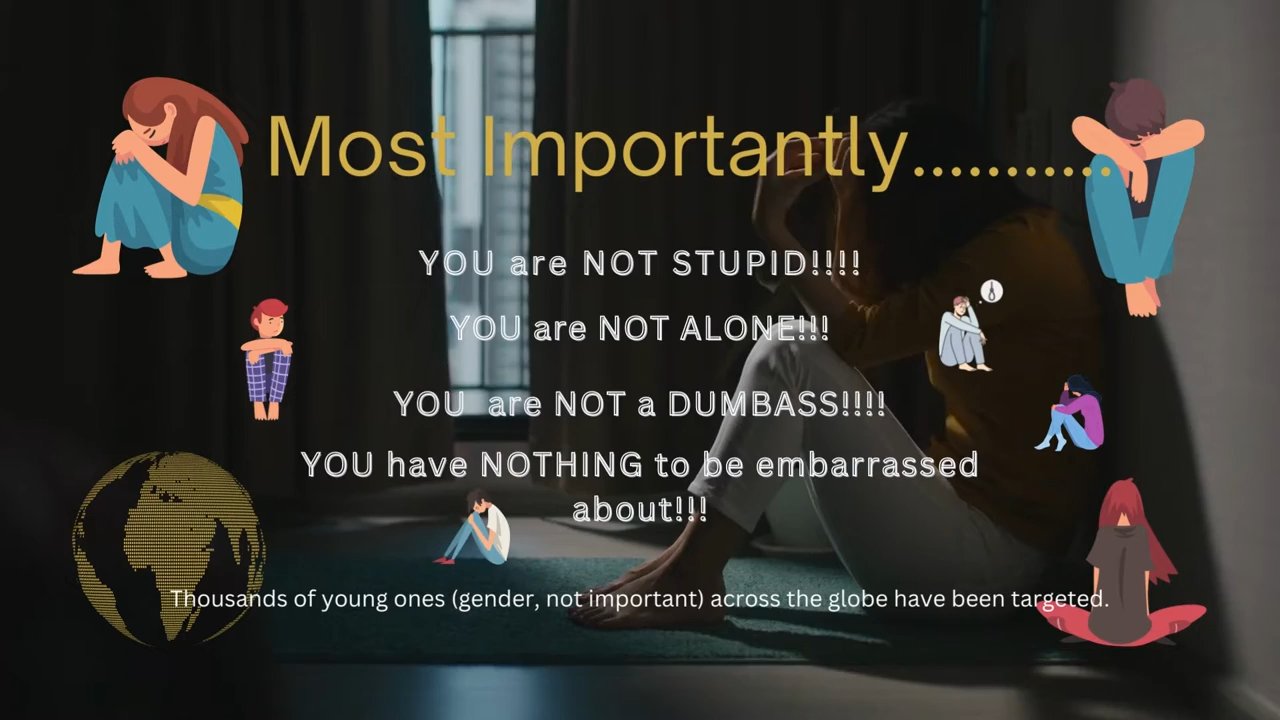 Most Importantly...........
YOU are NOT STUPID!!!!
YOU are NOT ALONE!!!
YOU are NOT a DUMBASS!!!!
YOU have NOTHING to be embarrassed
about!!!
Thousands of young ones (gender, not important) across the globe have been targeted.